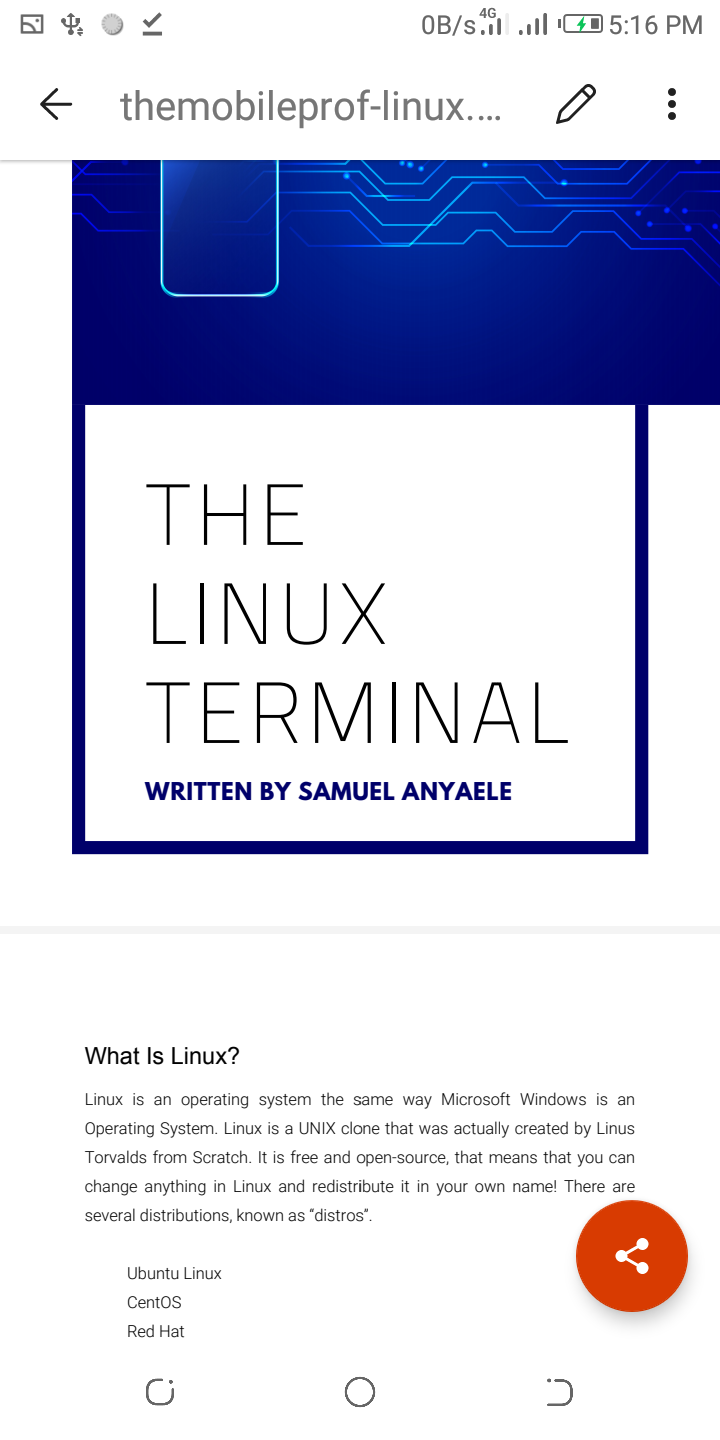 0B/s 4G 5:16 PM
themobileprof-linux....
THE
LINUX
TERMINAL
WRITTEN BY SAMUEL ANYAELE
What Is Linux?
Linux is an operating system the same way Microsoft Windows is an
Operating System. Linux is a UNIX clone that was actually created by Linus
Torvalds from Scratch. It is free and open-source, that means that you can
change anything in Linux and redistribute it in your own name! There are
several distributions, known as “distros”.
Ubuntu Linux
CentOS
Red Hat